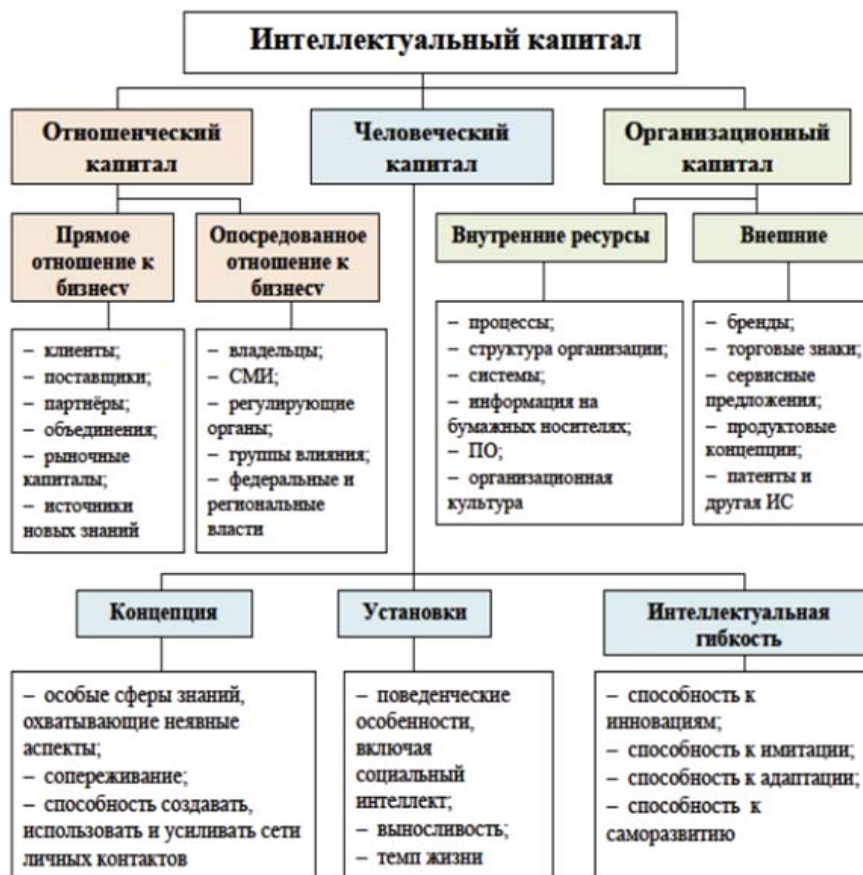 Интеллектуальный капитал
Отношенческий
капитал
Человеческий
капитал
Организационный
капитал
Прямое
отношение к
бизнесу
Опосредованное
отношение к
бизнесу
Внутренние ресурсы
Внешние
– клиенты;
– поставщики;
– партнёры;
– объединения;
– рыночные
капиталы;
– источники
новых знаний
– владельцы;
– СМИ;
– регулирующие
органы;
– группы влияния;
– федеральные и
региональные
власти
– процессы;
– структура организации;
– системы;
– информация на
бумажных носителях;
– ПО;
– организационная
культура
– бренды;
– торговые знаки;
– сервисные
предложения;
– продуктовые
концепции;
– патенты и
другая ИС
Концепция
Установки
Интеллектуальная
гибкость
– особые сферы знаний,
охватывающие неявные
аспекты;
– сопереживание;
– способность создавать,
использовать и усиливать сети
личных контактов
– поведенческие
особенности,
включая
социальный
интеллект;
– выносливость;
– темп жизни
– способность к
инновациям;
– способность к имитации;
– способность к адаптации;
– способность к
саморазвитию